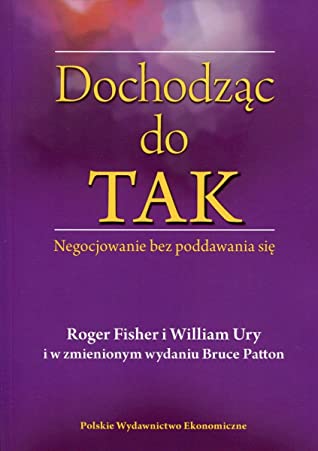 Dochodząc
do
TAK
Negocjowanie bez poddawania się
Roger Fisher i William Ury
i w zmienionym wydaniu Bruce Patton
Polskie Wydawnictwo Ekonomiczne